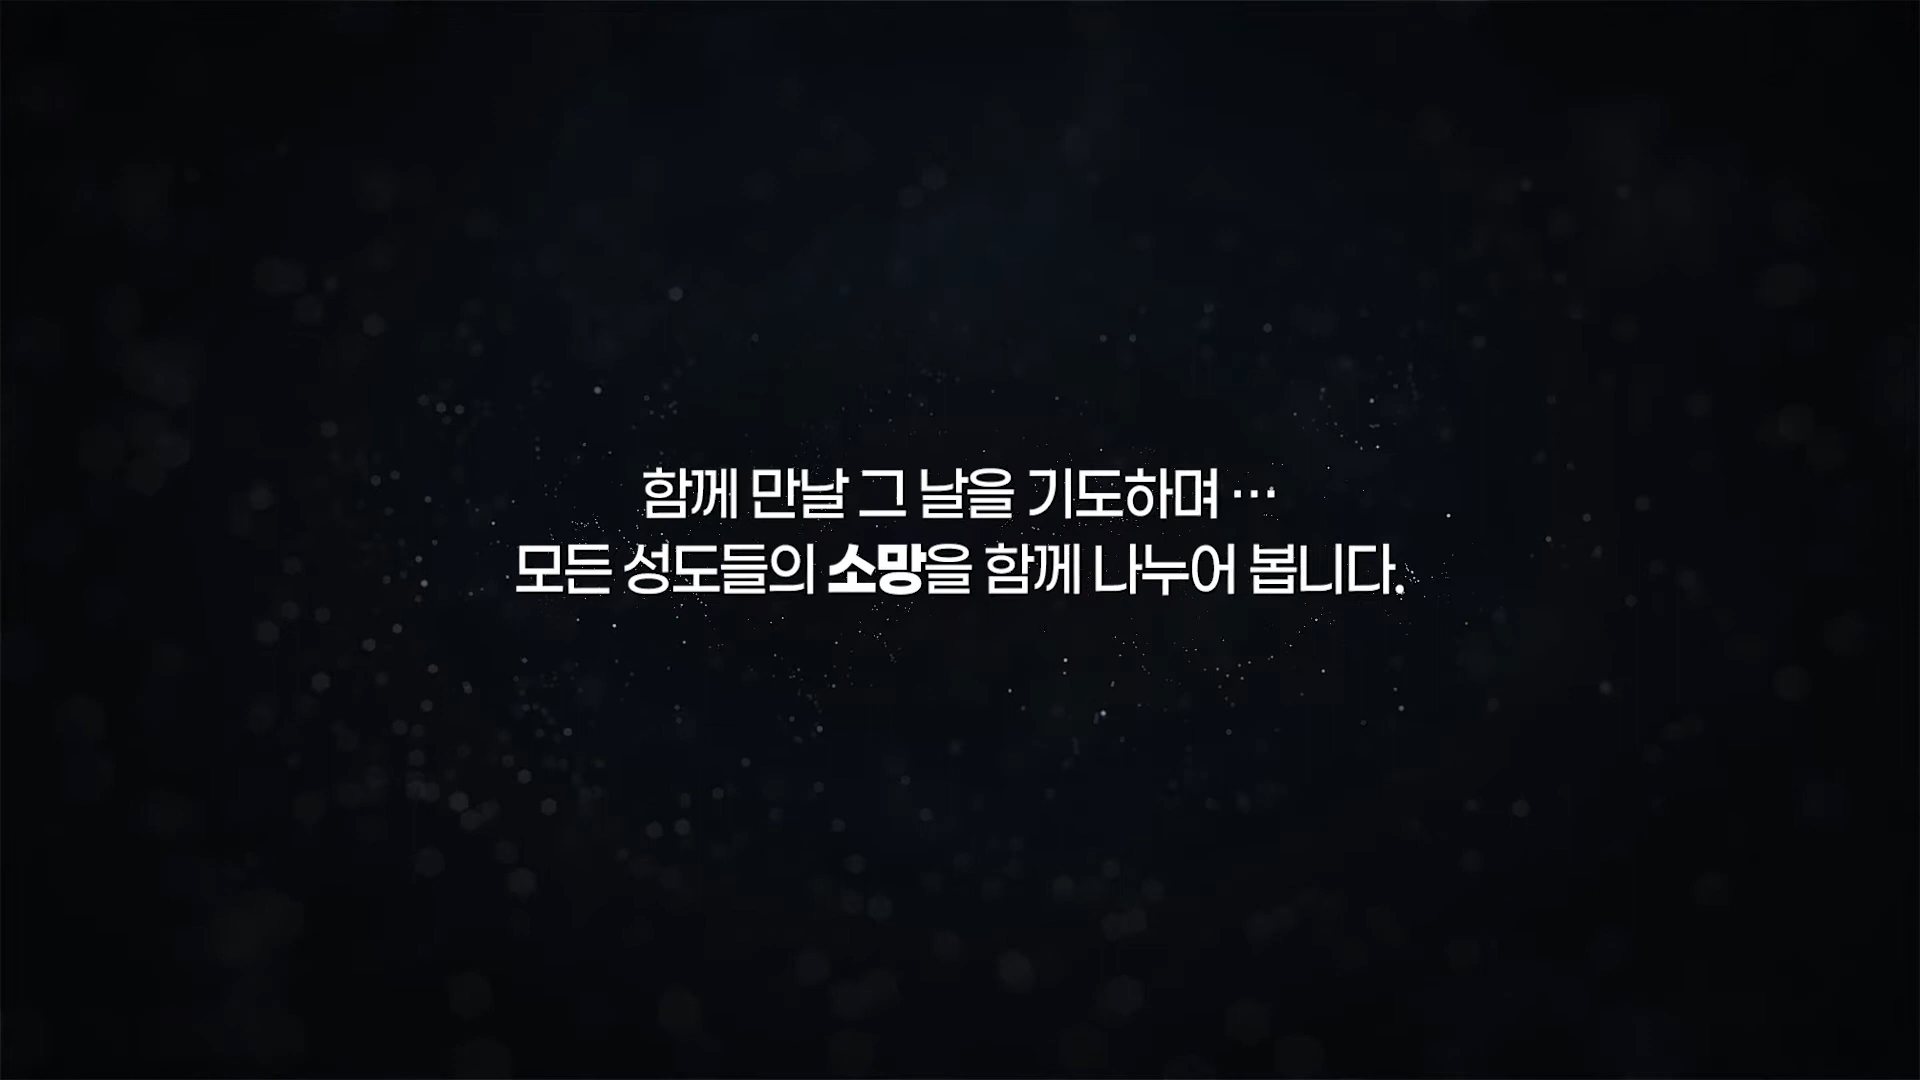 함께 만날 그 날을 기도하며 …
모든 성도들의 소망을 함께 나누어 봅니다.